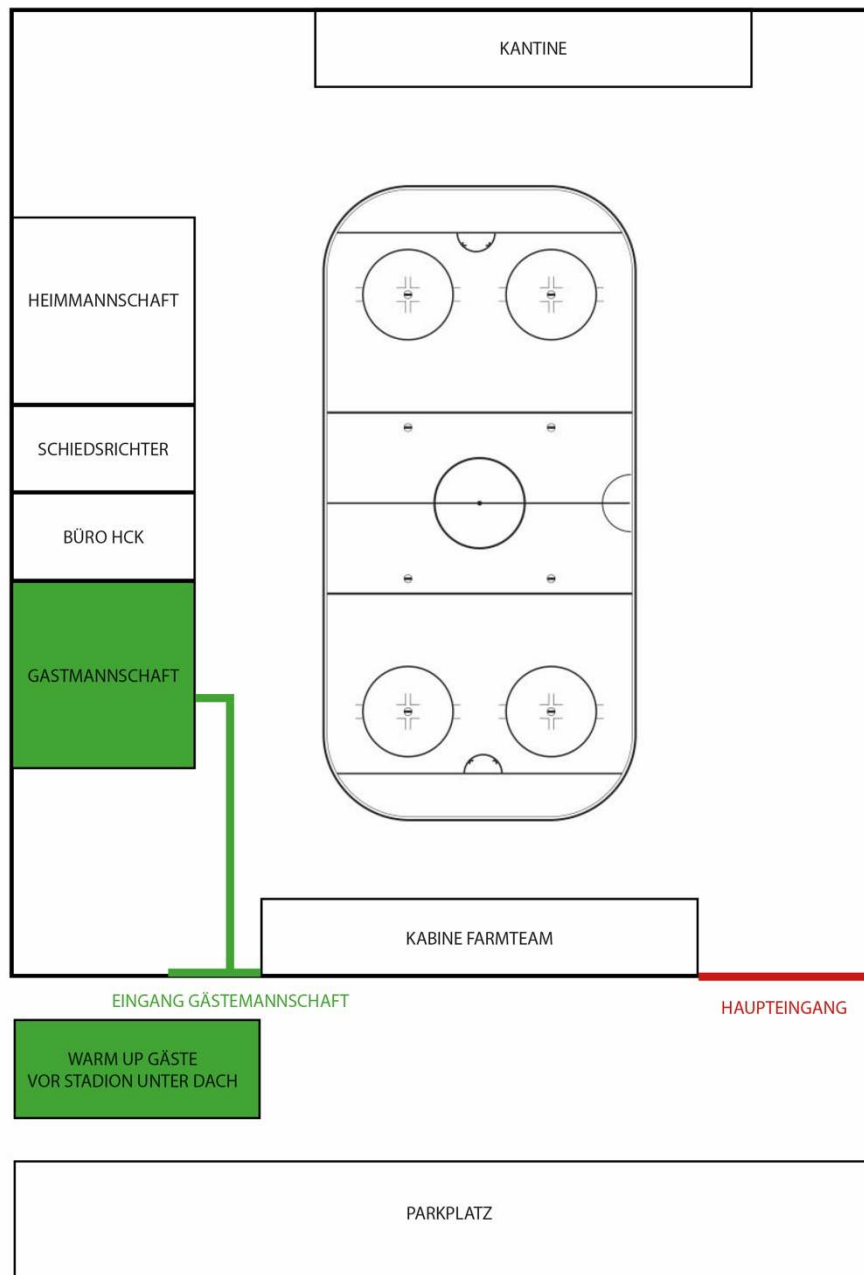 KANTINE
HEIMMANNSCHAFT
SCHIEDSRICHTER
BÜRO HCK
GASTMANNSCHAFT
KABINE FARMTEAM
EINGANG GÄSTEMANNSCHAFT
HAUPTEINGANG
WARM UP GÄSTE
VOR STADION UNTER DACH
PARKPLATZ